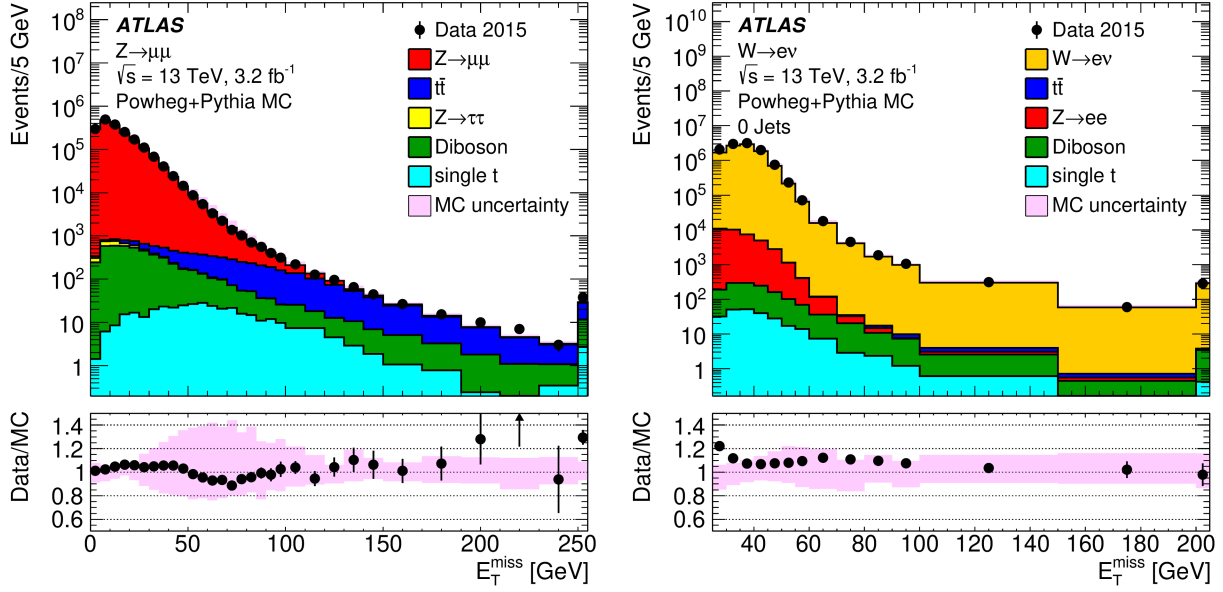 Events/5 GeV
10⁸
10⁷
10⁶
10⁵
10⁴
10³
10²
10
1
ATLAS
Z→μμ
√s = 13 TeV, 3.2 fb⁻¹
Powheg+Pythia MC
Data 2015
Z→μμ
tt̄
Z→ττ
Diboson
single t
MC uncertainty
Data/MC
1.4
1.2
1
0.8
0.6
0 50 100 150 200 250
E_T^miss [GeV]
Events/5 GeV
10¹⁰
10⁹
10⁸
10⁷
10⁶
10⁵
10⁴
10³
10²
10
1
ATLAS
W→eν
√s = 13 TeV, 3.2 fb⁻¹
Powheg+Pythia MC
0 Jets
Data 2015
W→eν
tt̄
Z→ee
Diboson
single t
MC uncertainty
Data/MC
1.4
1.2
1
0.8
0.6
40 60 80 100 120 140 160 180 200
E_T^miss [GeV]